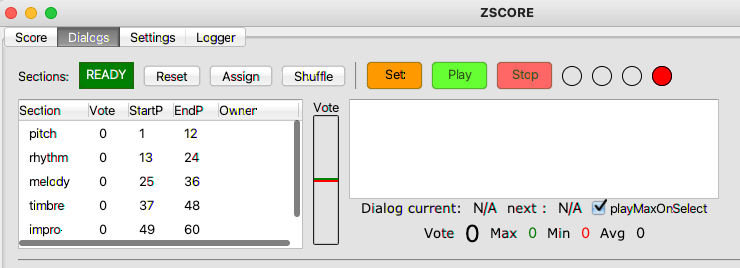 ZSCORE
Score Dialogs Settings Logger
Sections: READY Reset Assign Shuffle Set Play Stop
Section Vote StartP EndP Owner Vote
pitch 0 1 12
rhythm 0 13 24
melody 0 25 36
timbre 0 37 48
impro 0 49 60
Dialog current: N/A next : N/A playMaxOnSelect
Vote 0 Max 0 Min 0 Avg 0